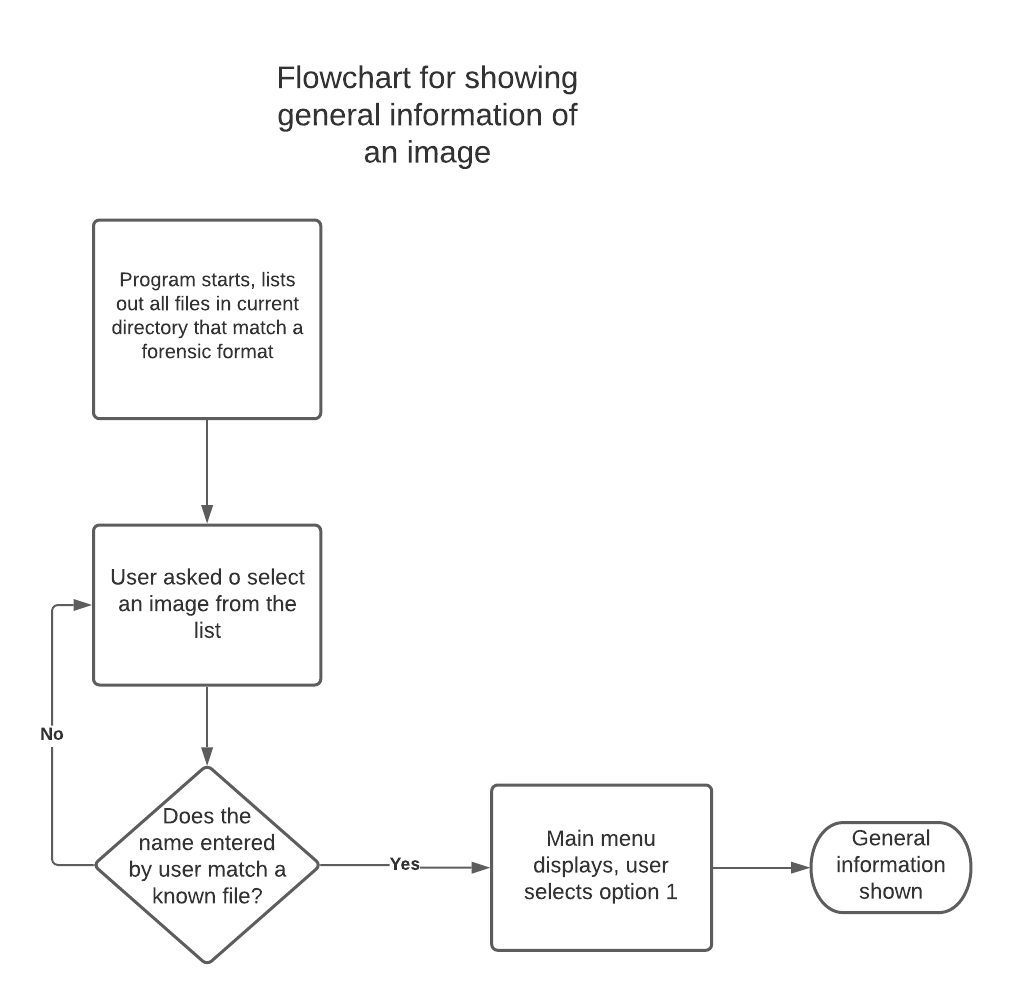 Flowchart for showing
general information of
an image
Program starts, lists
out all files in current
directory that match a
forensic format
User asked o select
an image from the
list
No
Does the
name entered
by user match a
known file?
Yes
Main menu
displays, user
selects option 1
General
information
shown